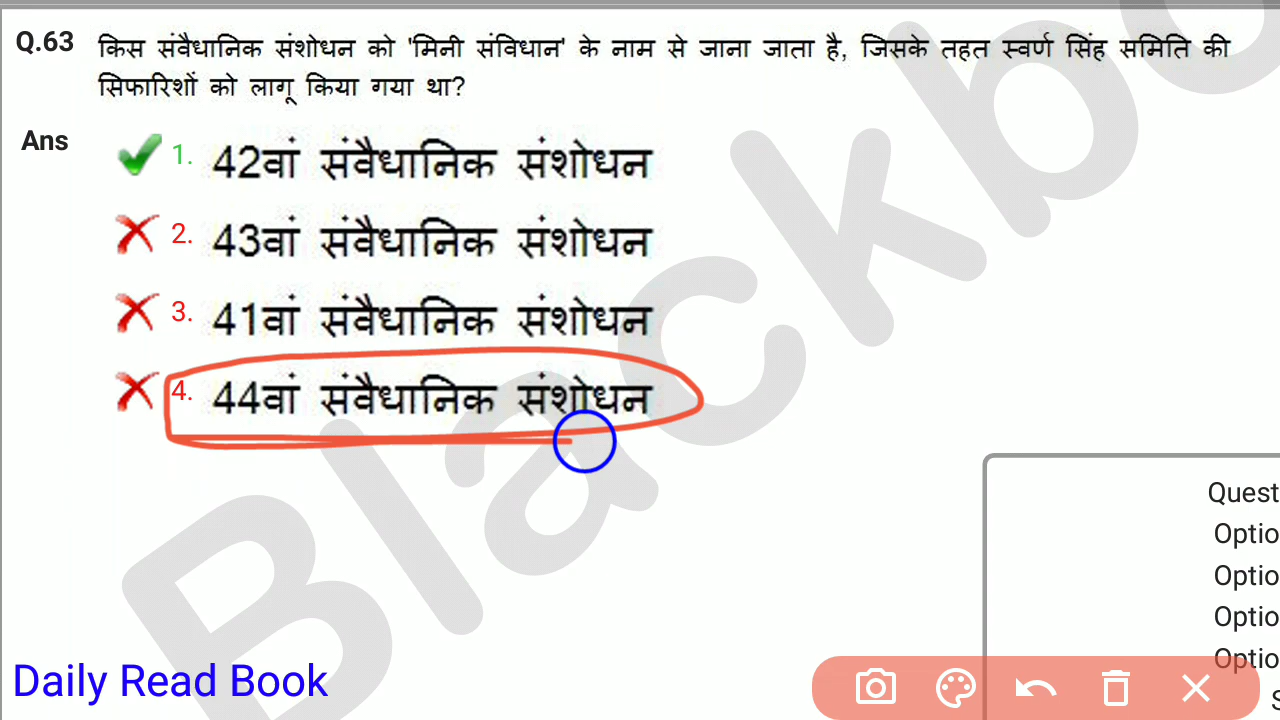 Q.63 किस संवैधानिक संशोधन को 'मिनी संविधान' के नाम से जाना जाता है, जिसके तहत स्वर्ण सिंह समिति की
सिफारिशों को लागू किया गया था?
Ans
1. 42वां संवैधानिक संशोधन
2. 43वां संवैधानिक संशोधन
3. 41वां संवैधानिक संशोधन
4. 44वां संवैधानिक संशोधन
Blackbo
Quest
Optio
Optio
Optio
Optio
S
Daily Read Book